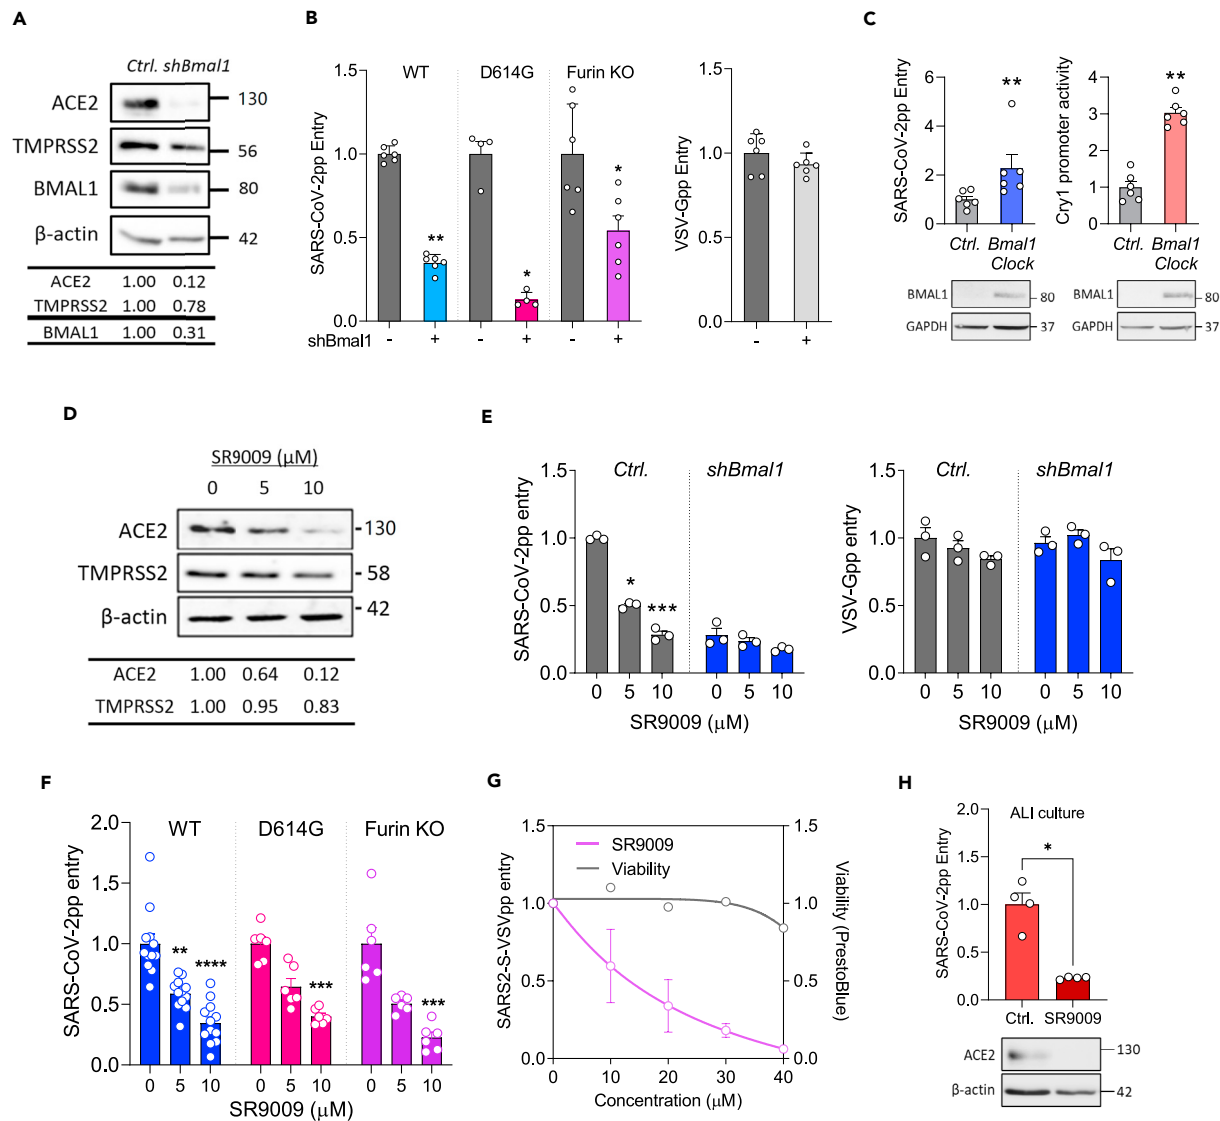 A
Ctrl. shBmal1
ACE2
130
TMPRSS2
56
BMAL1
80
β-actin
42
ACE2 1.00 0.12
TMPRSS2 1.00 0.78
BMAL1 1.00 0.31
B
SARS-CoV-2pp Entry
1.5
1.0
0.5
0.0
WT
D614G
Furin KO
**
*
*
shBmal1
- + - + - +
VSV-Gpp Entry
1.5
1.0
0.5
0.0
- +
C
SARS-CoV-2pp Entry
6
4
2
0
**
Ctrl. Bmal1
Clock
BMAL1
80
GAPDH
37
Cry1 promoter activity
4
3
2
1
0
**
Ctrl. Bmal1
Clock
BMAL1
80
GAPDH
37
D
SR9009 (μM)
0 5 10
ACE2
130
TMPRSS2
58
β-actin
42
ACE2 1.00 0.64 0.12
TMPRSS2 1.00 0.95 0.83
E
SARS-CoV-2pp entry
1.5
1.0
0.5
0.0
Ctrl.
shBmal1
*
***
0 5 10 0 5 10
SR9009 (μM)
VSV-Gpp entry
1.5
1.0
0.5
0.0
Ctrl.
shBmal1
0 5 10 0 5 10
SR9009 (μM)
F
SARS-CoV-2pp entry
2.0
1.5
1.0
0.5
0.0
WT
D614G
Furin KO
**
****
***
***
0 5 10 0 5 10 0 5 10
SR9009 (μM)
G
SARS2-S-VSVpp entry
1.5
1.0
0.5
0.0
SR9009
Viability
1.5
1.0
0.5
0.0
Viability (PrestoBlue)
0 10 20 30 40
Concentration (μM)
H
ALI culture
SARS-CoV-2pp Entry
2.0
1.5
1.0
0.5
0.0
*
Ctrl. SR9009
ACE2
130
β-actin
42